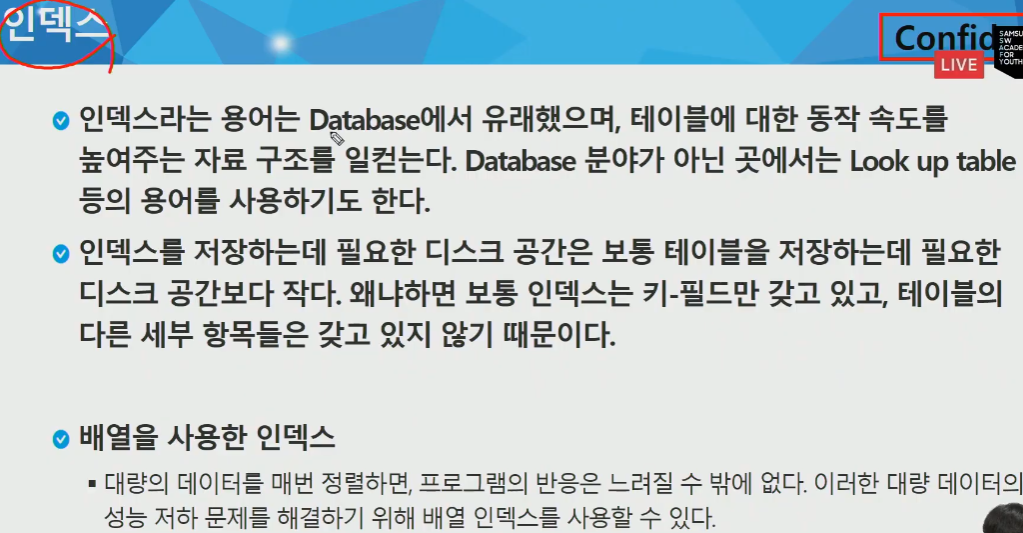 인덱스
Confid
LIVE
SAMSU
SW
ACADE
FOR
YOUTH
인덱스라는 용어는 Database에서 유래했으며, 테이블에 대한 동작 속도를
높여주는 자료 구조를 일컫는다. Database 분야가 아닌 곳에서는 Look up table
등의 용어를 사용하기도 한다.
인덱스를 저장하는데 필요한 디스크 공간은 보통 테이블을 저장하는데 필요한
디스크 공간보다 작다. 왜냐하면 보통 인덱스는 키-필드만 갖고 있고, 테이블의
다른 세부 항목들은 갖고 있지 않기 때문이다.
배열을 사용한 인덱스
대량의 데이터를 매번 정렬하면, 프로그램의 반응은 느려질 수 밖에 없다. 이러한 대량 데이터의
성능 저하 문제를 해결하기 위해 배열 인덱스를 사용할 수 있다.